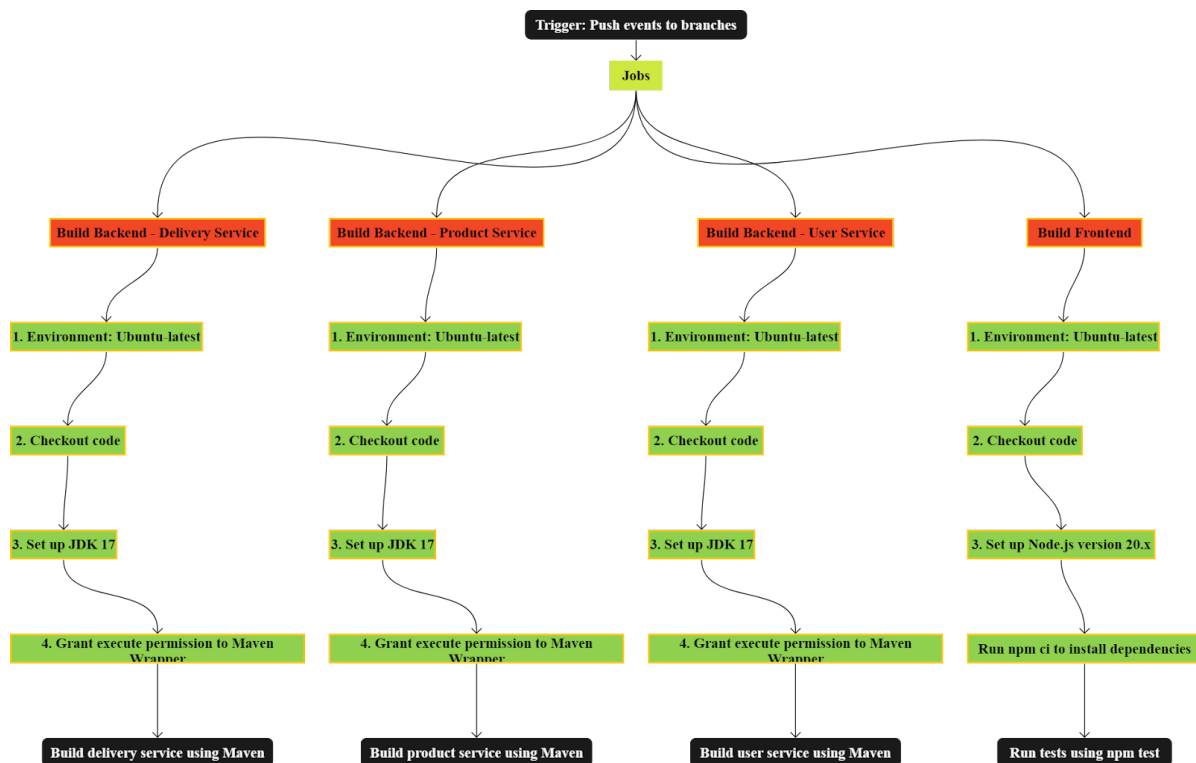 Trigger: Push events to branches
Jobs
Build Backend - Delivery Service
Build Backend - Product Service
Build Backend - User Service
Build Frontend
1. Environment: Ubuntu-latest
1. Environment: Ubuntu-latest
1. Environment: Ubuntu-latest
1. Environment: Ubuntu-latest
2. Checkout code
2. Checkout code
2. Checkout code
2. Checkout code
3. Set up JDK 17
3. Set up JDK 17
3. Set up JDK 17
3. Set up Node.js version 20.x
4. Grant execute permission to Maven
Wrapper
4. Grant execute permission to Maven
Wrapper
4. Grant execute permission to Maven
Wrapper
Run npm ci to install dependencies
Build delivery service using Maven
Build product service using Maven
Build user service using Maven
Run tests using npm test